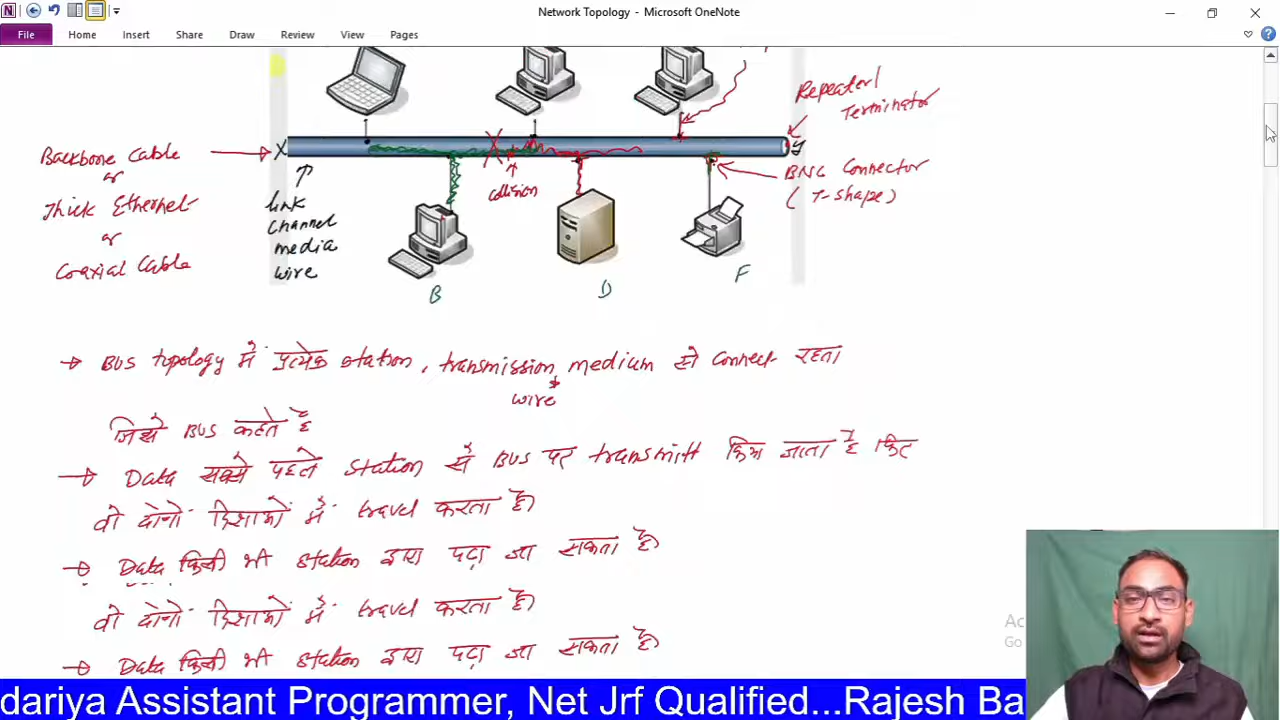 Network Topology - Microsoft OneNote
File Home Insert Share Draw Review View Pages
Repeater/
Terminator
Backbone Cable
or
Thick Ethernet
or
Coaxial Cable
X
Y
link
channel
media
wire
collision
BNC Connector
(T-shape)
B
D
F
→ BUS topology में प्रत्येक station, transmission medium से connect रहता
wire
जिसे BUS कहते है
→ Data सबसे पहले station से BUS पर transmitt किया जाता है फिर
वो दोनो दिशाओं में travel करता है।
→ Data किसी भी station द्वारा पढ़ा जा सकता है।
वो दोनो दिशाओं में travel करता है।
→ Data किसी भी station द्वारा पढ़ा जा सकता है।
Ac
Go
dariya Assistant Programmer, Net Jrf Qualified...Rajesh Ba